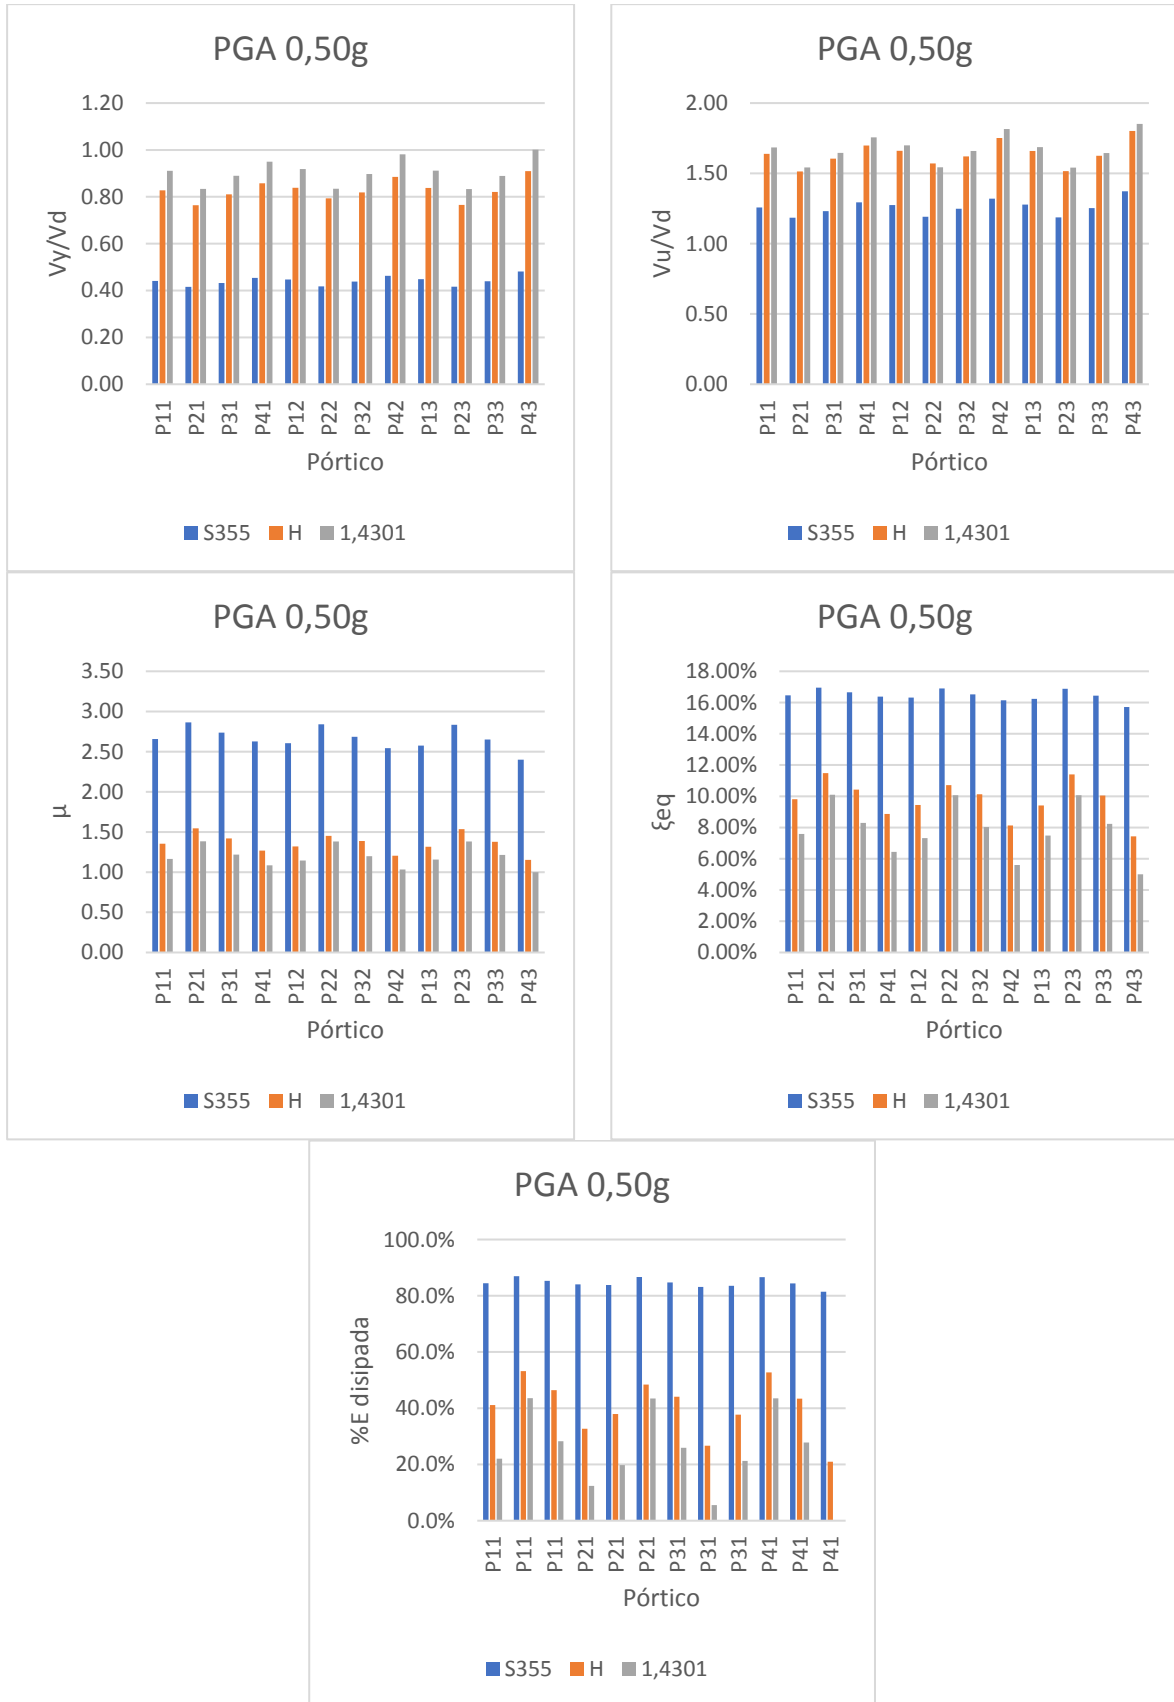 PGA 0,50g
1.20
1.00
0.80
0.60
0.40
0.20
0.00
Vy/Vd
P11 P21 P31 P41 P12 P22 P32 P42 P13 P23 P33 P43
Pórtico
S355 H 1,4301
PGA 0,50g
2.00
1.50
1.00
0.50
0.00
Vu/Vd
P11 P21 P31 P41 P12 P22 P32 P42 P13 P23 P33 P43
Pórtico
S355 H 1,4301
PGA 0,50g
3.50
3.00
2.50
2.00
1.50
1.00
0.50
0.00
μ
P11 P21 P31 P41 P12 P22 P32 P42 P13 P23 P33 P43
Pórtico
S355 H 1,4301
PGA 0,50g
18.00%
16.00%
14.00%
12.00%
10.00%
8.00%
6.00%
4.00%
2.00%
0.00%
ξeq
P11 P21 P31 P41 P12 P22 P32 P42 P13 P23 P33 P43
Pórtico
S355 H 1,4301
PGA 0,50g
100.0%
80.0%
60.0%
40.0%
20.0%
0.0%
%E disipada
P11 P11 P11 P21 P21 P21 P31 P31 P31 P41 P41 P41
Pórtico
S355 H 1,4301